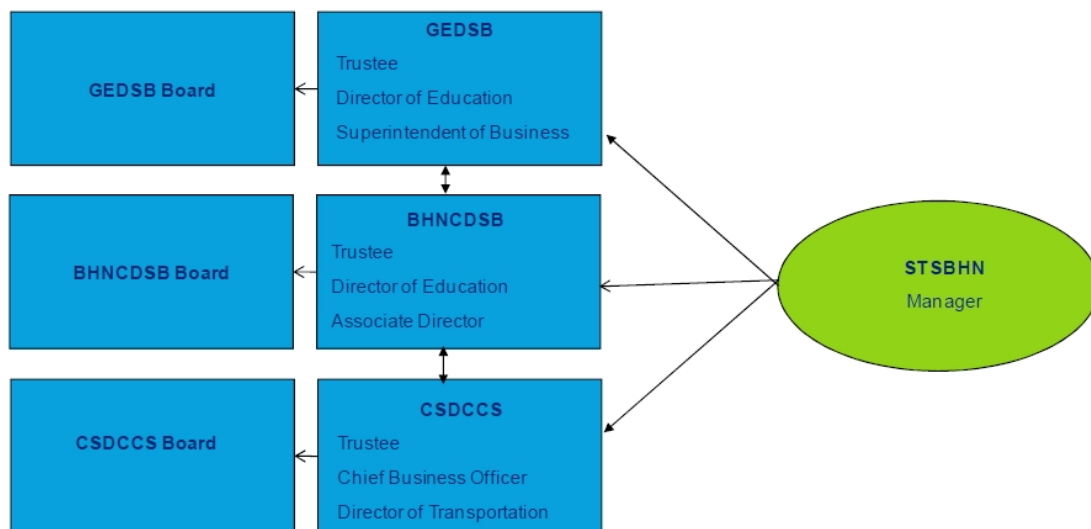 GEDSB Board
GEDSB
Trustee
Director of Education
Superintendent of Business
BHNCDSB Board
BHNCDSB
Trustee
Director of Education
Associate Director
STSBHN
Manager
CSDCCS Board
CSDCCS
Trustee
Chief Business Officer
Director of Transportation